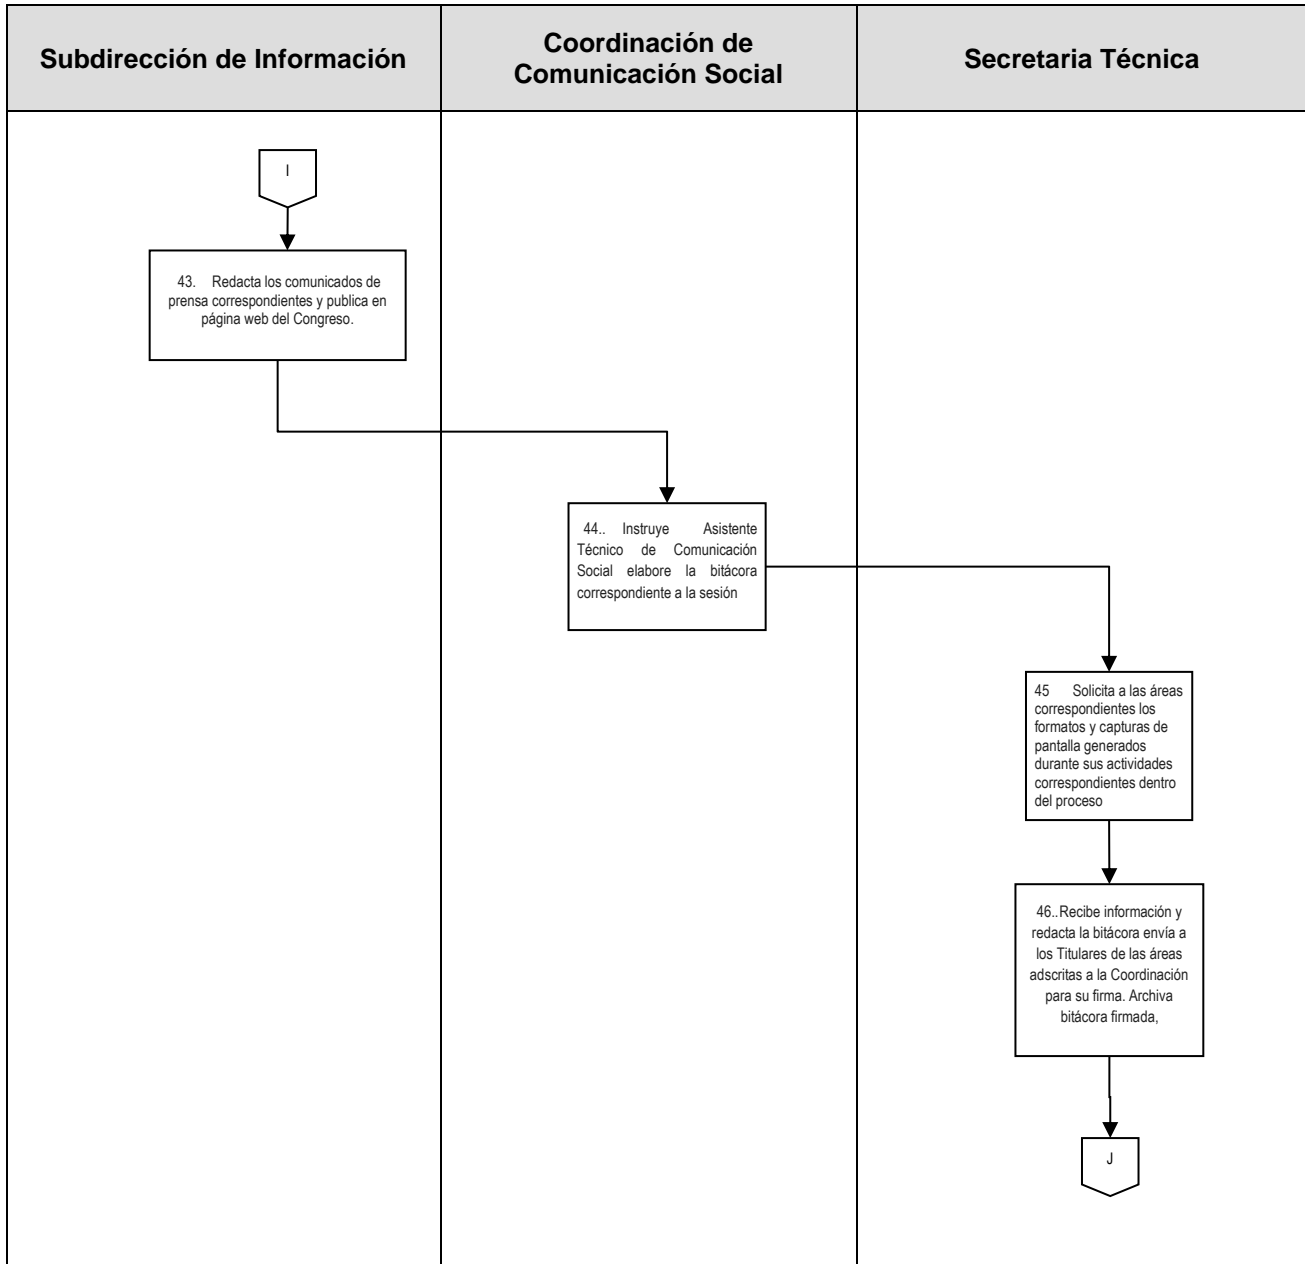 Subdirección de Información
Coordinación de
Comunicación Social
Secretaria Técnica
I
43. Redacta los comunicados de
prensa correspondientes y publica en
página web del Congreso.
44.. Instruye Asistente
Técnico de Comunicación
Social elabore la bitácora
correspondiente a la sesión
45 Solicita a las áreas
correspondientes los
formatos y capturas de
pantalla generados
durante sus actividades
correspondientes dentro
del proceso
46..Recibe información y
redacta la bitácora envía a
los Titulares de las áreas
adscritas a la Coordinación
para su firma. Archiva
bitácora firmada,
J